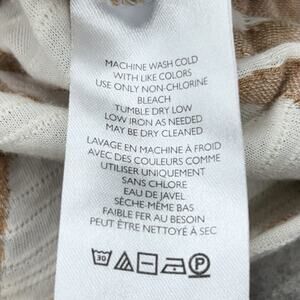 MACHINE WASH COLD
WITH LIKE COLORS
USE ONLY NON-CHLORINE
BLEACH
TUMBLE DRY LOW
LOW IRON AS NEEDED
MAY BE DRY CLEANED
LAVAGE EN MACHINE À FROID
AVEC DES COULEURS COMME
UTILISER UNIQUEMENT
SANS CHLORE
EAU DE JAVEL
SÈCHE-MÊME BAS
FAIBLE FER AU BESOIN
PEUT ÊTRE NETTOYÉ À SEC
30 P